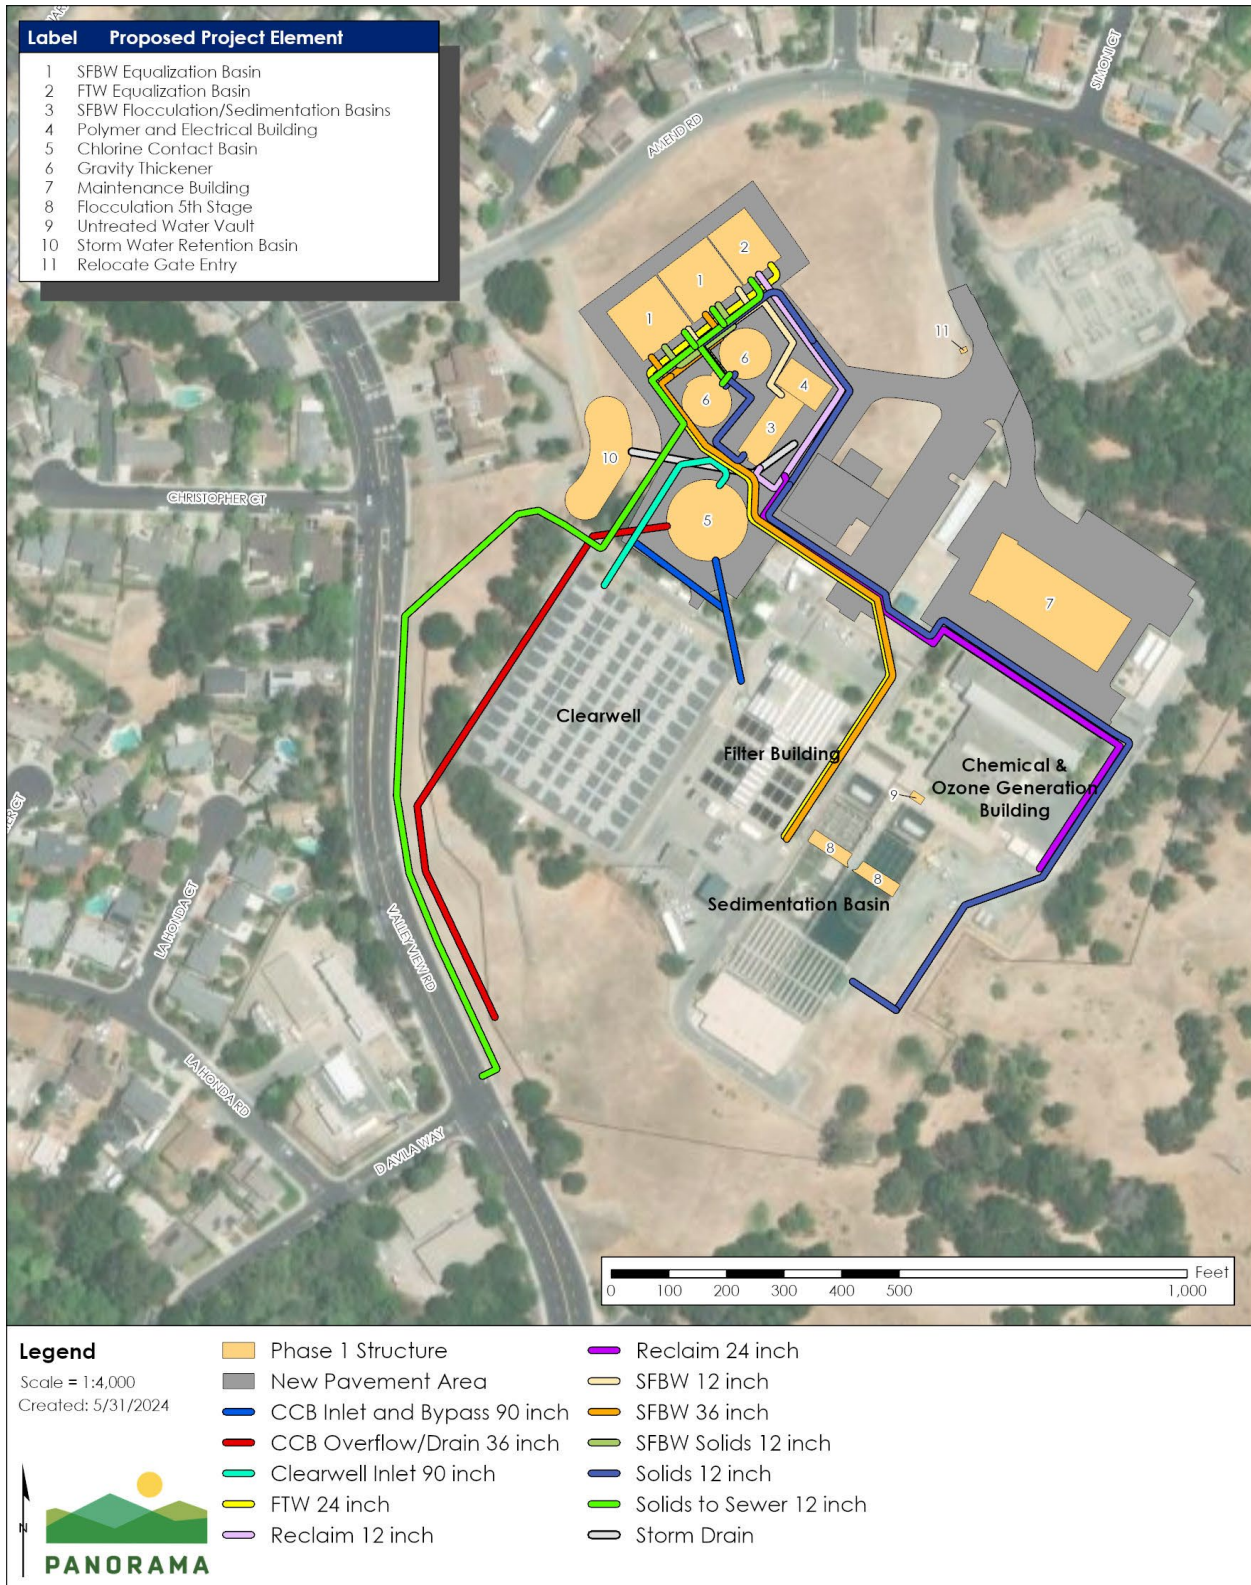 Label Proposed Project Element
1 SFBW Equalization Basin
2 FTW Equalization Basin
3 SFBW Flocculation/Sedimentation Basins
4 Polymer and Electrical Building
5 Chlorine Contact Basin
6 Gravity Thickener
7 Maintenance Building
8 Flocculation 5th Stage
9 Untreated Water Vault
10 Storm Water Retention Basin
11 Relocate Gate Entry
SIMONI CT
AMEND RD
2
1
1
6
11
4
6
3
10
CHRISTOPHER CT
5
7
Clearwell
Filter Building
Chemical &
Ozone Generation
Building
9
8
8
Sedimentation Basin
LA HONDA CT
VALLEY VIEW RD
LA HONDA RD
D AVILA WAY
Feet
0 100 200 300 400 500 1,000
Legend
Scale = 1:4,000
Created: 5/31/2024
N
PANORAMA
Phase 1 Structure
New Pavement Area
CCB Inlet and Bypass 90 inch
CCB Overflow/Drain 36 inch
Clearwell Inlet 90 inch
FTW 24 inch
Reclaim 12 inch
Reclaim 24 inch
SFBW 12 inch
SFBW 36 inch
SFBW Solids 12 inch
Solids 12 inch
Solids to Sewer 12 inch
Storm Drain